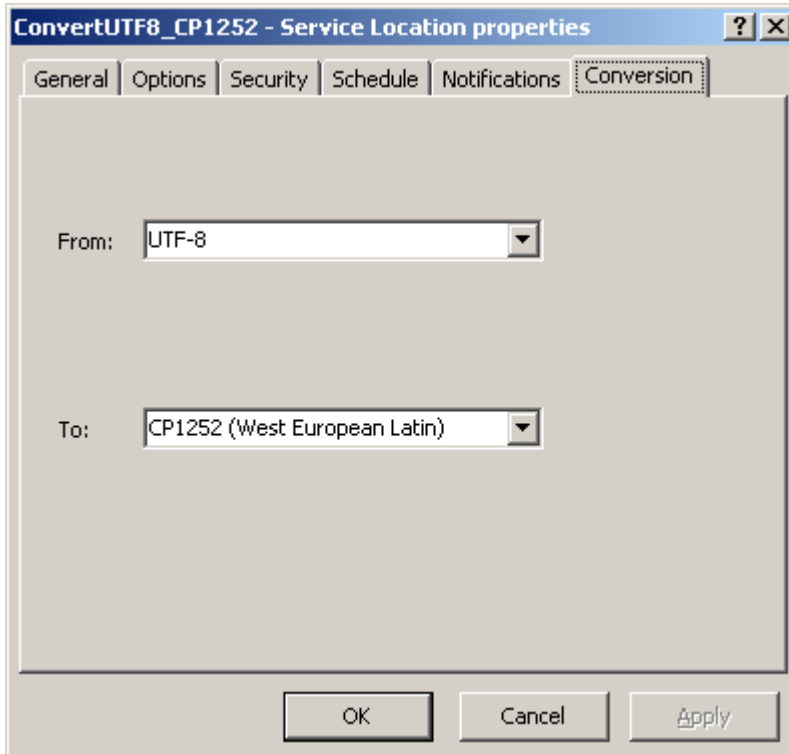 ConvertUTF8_CP1252 - Service Location properties
General Options Security Schedule Notifications Conversion
From: UTF-8
To: CP1252 (West European Latin)
OK Cancel Apply